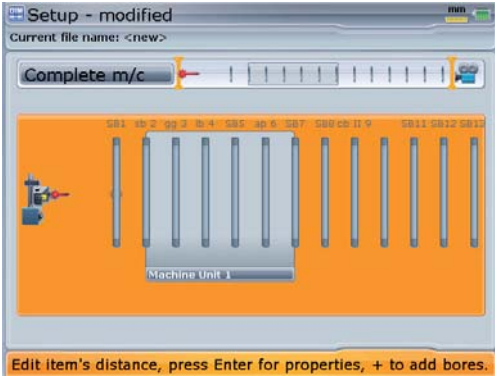 Setup - modified
mm
Current file name: <new>
Complete m/c
SB1 sb 2 gg 3 lb 4 SB5 ap 6 SB7 SB8 cb II 9 SB11 SB12 SB13
Machine Unit 1
Edit item's distance, press Enter for properties, + to add bores.